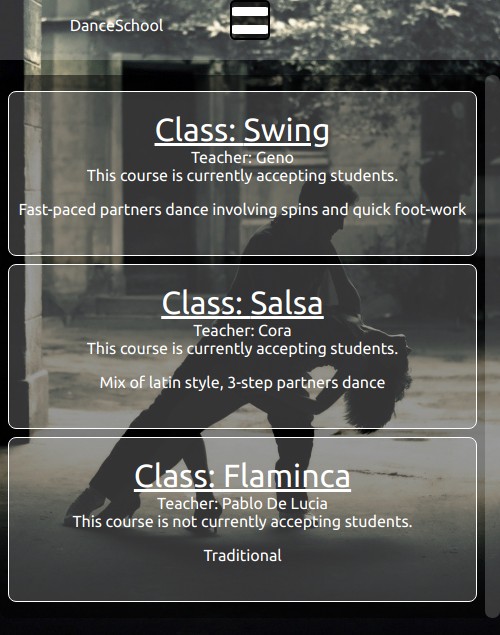 DanceSchool
Class: Swing
Teacher: Geno
This course is currently accepting students.
Fast-paced partners dance involving spins and quick foot-work
Class: Salsa
Teacher: Cora
This course is currently accepting students.
Mix of latin style, 3-step partners dance
Class: Flaminca
Teacher: Pablo De Lucia
This course is not currently accepting students.
Traditional